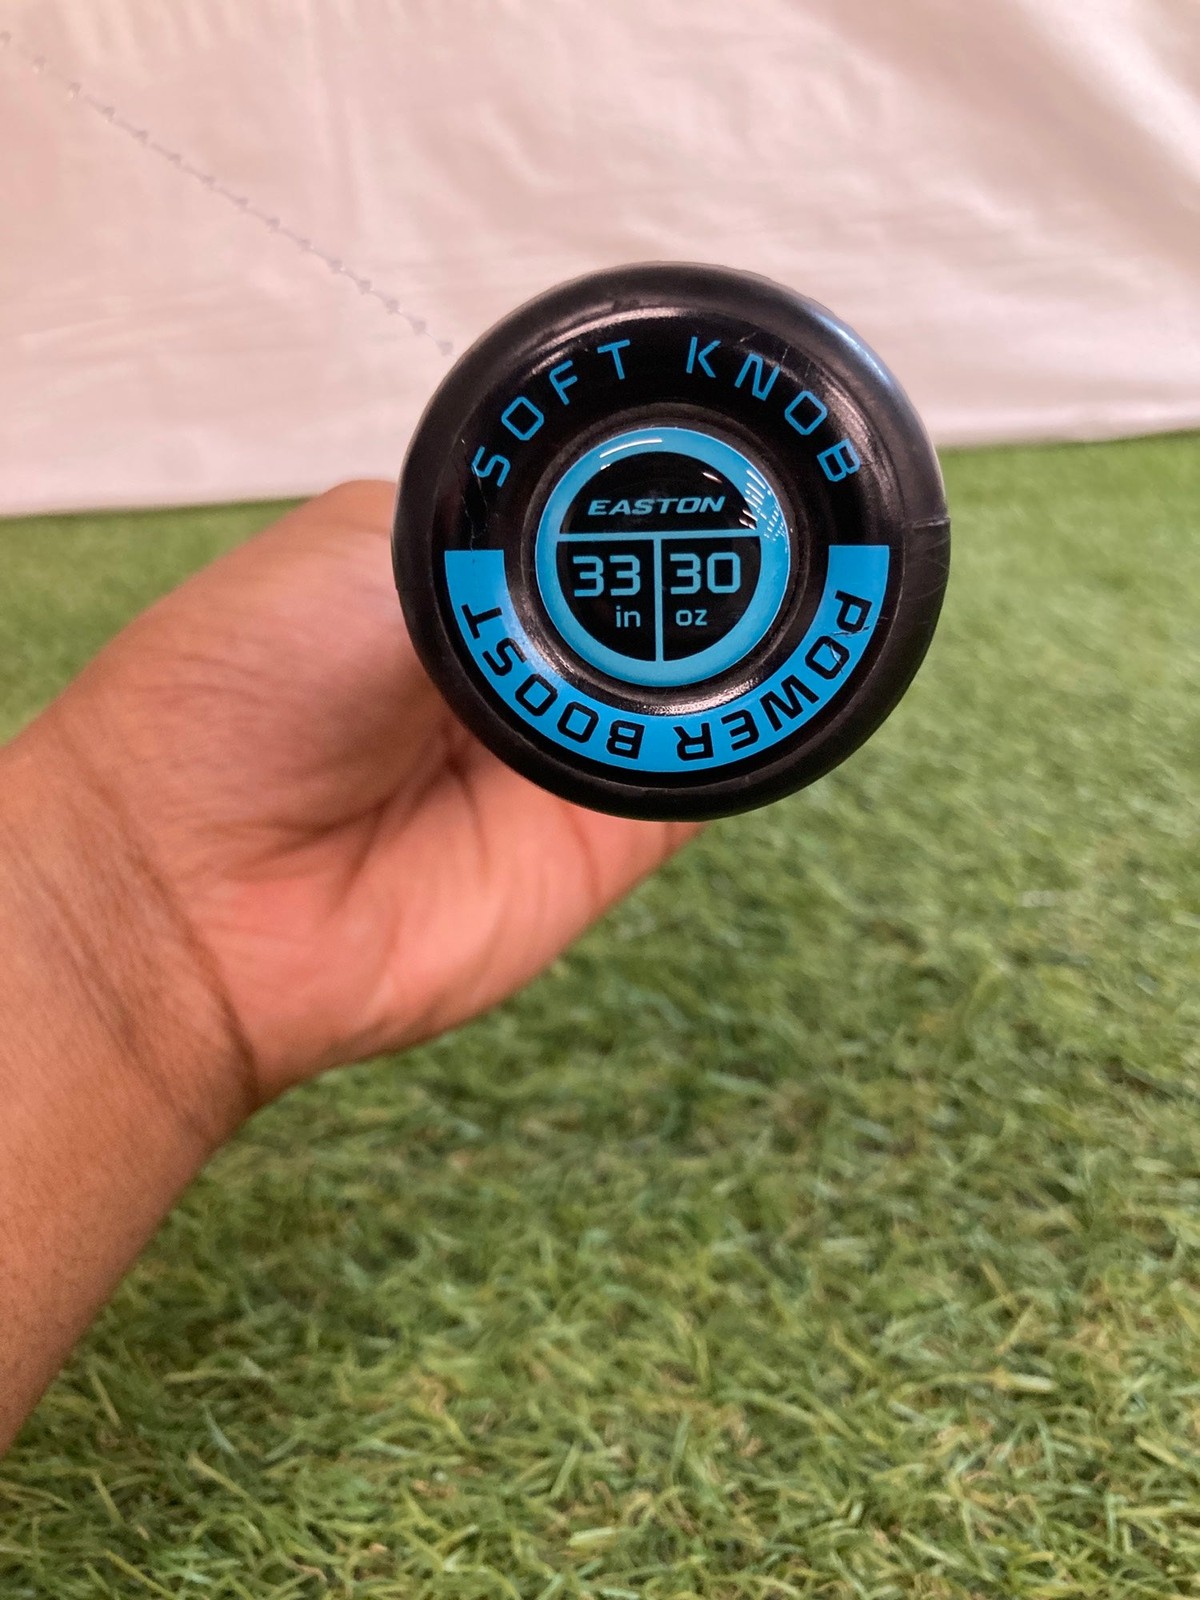 SOFT KNOB
EASTON
33 30
in oz
POWER BOOST